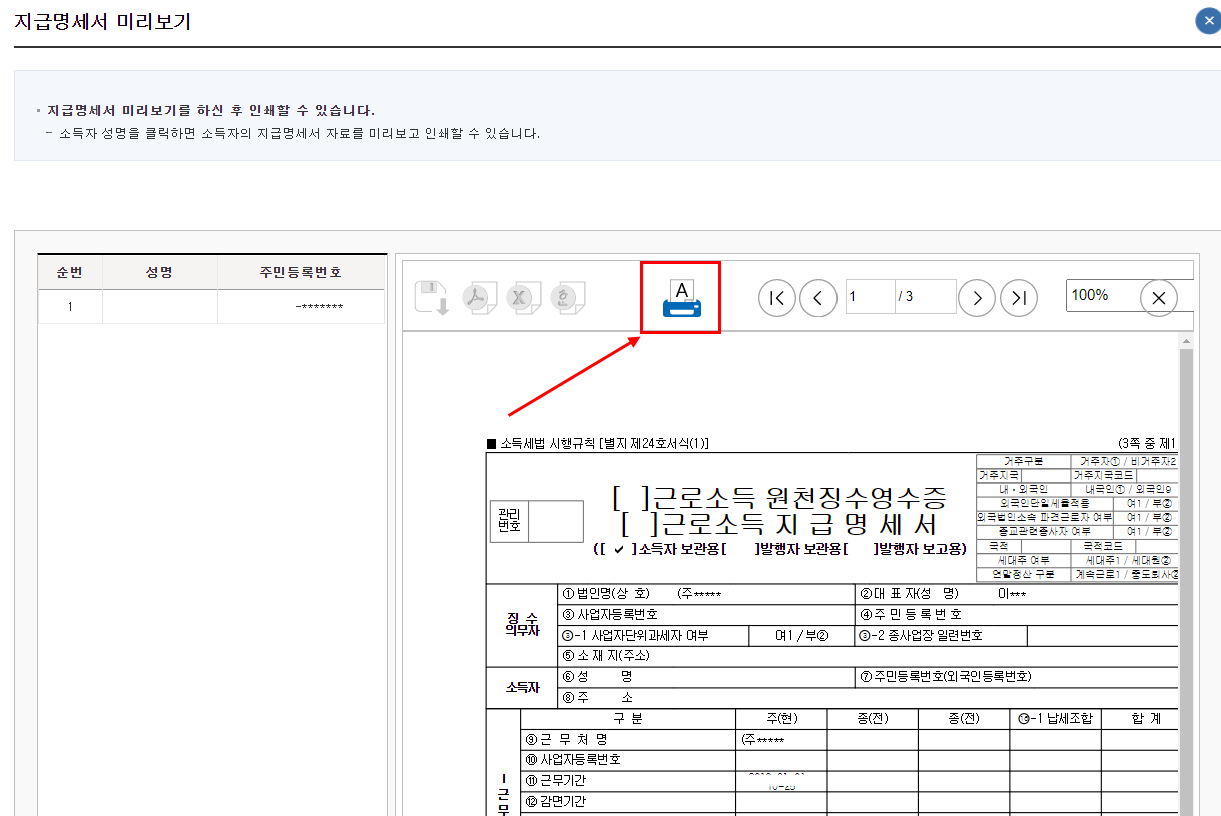 지급명세서 미리보기
지급명세서 미리보기를 하신 후 인쇄할 수 있습니다.
- 소득자 성명을 클릭하면 소득자의 지급명세서 자료를 미리보고 인쇄할 수 있습니다.
순번 성명 주민등록번호
1 -*******
A
1 / 3
100%
■ 소득세법 시행규칙 [별지 제24호서식(1)] (3쪽 중 제1
관리
번호
[ ]근로소득 원천징수영수증
[ ]근로소득 지 급 명 세 서
([ ✔ ]소득자 보관용[ ]발행자 보관용[ ]발행자 보고용)
거주구분 거주자① / 비거주자2
거주지국 거주지국코드
내・외국인 내국인① / 외국인9
외국인단일세율적용 여1 / 부②
외국법인소속 파견근로자 여부 여1 / 부②
종교관련종사자 여부 여1 / 부②
국적 국적코드
세대주 여부 세대주1 / 세대원②
연말정산 구분 계속근로1 / 중도퇴사②
징 수
의무자
① 법인명(상 호) (주*****
② 대 표 자(성 명) 이***
③ 사업자등록번호 ④ 주 민 등 록 번 호
③-1 사업자단위과세자 여부 여1 / 부② ③-2 종사업장 일련번호
⑤ 소 재 지(주소)
소득자
⑥ 성 명 ⑦ 주민등록번호(외국인등록번호)
⑧ 주 소
구 분 주(현) 종(전) 종(전) ⑯-1 납세조합 합 계
⑨ 근 무 처 명 (주*****
⑩ 사업자등록번호
⑪ 근무기간
⑫ 감면기간
Ⅰ
근
무